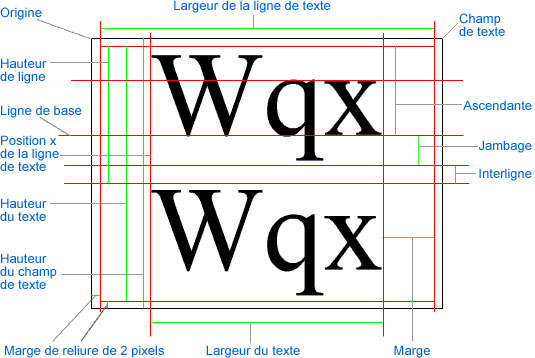 Largeur de la ligne de texte
Origine
Champ
de texte
Hauteur
de ligne
Wqx
Ascendante
Ligne de base
Position x
de la ligne
de texte
Jambage
Interligne
Hauteur
du texte
Wqx
Hauteur
du champ
de texte
Marge de reliure de 2 pixels
Largeur du texte
Marge